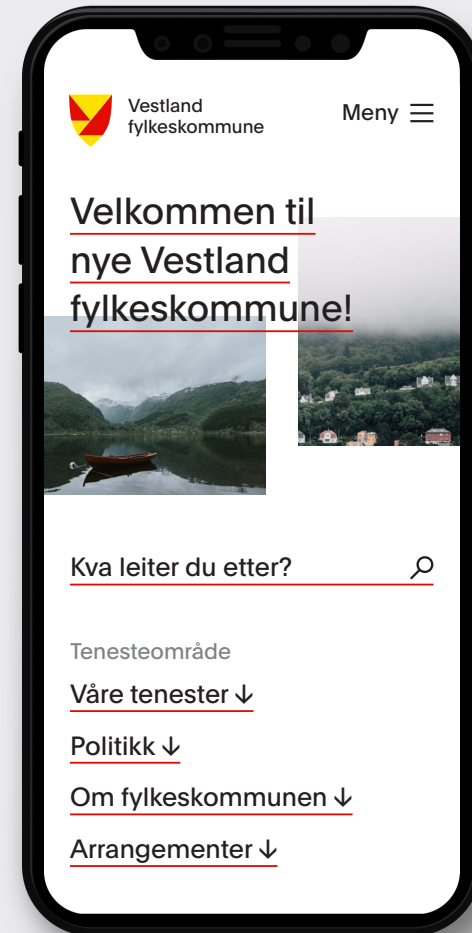 Vestland
fylkeskommune
Meny
Velkommen til
nye Vestland
fylkeskommune!
Kva leiter du etter?
Tenesteområde
Våre tenester ↓
Politikk ↓
Om fylkeskommunen ↓
Arrangementer ↓